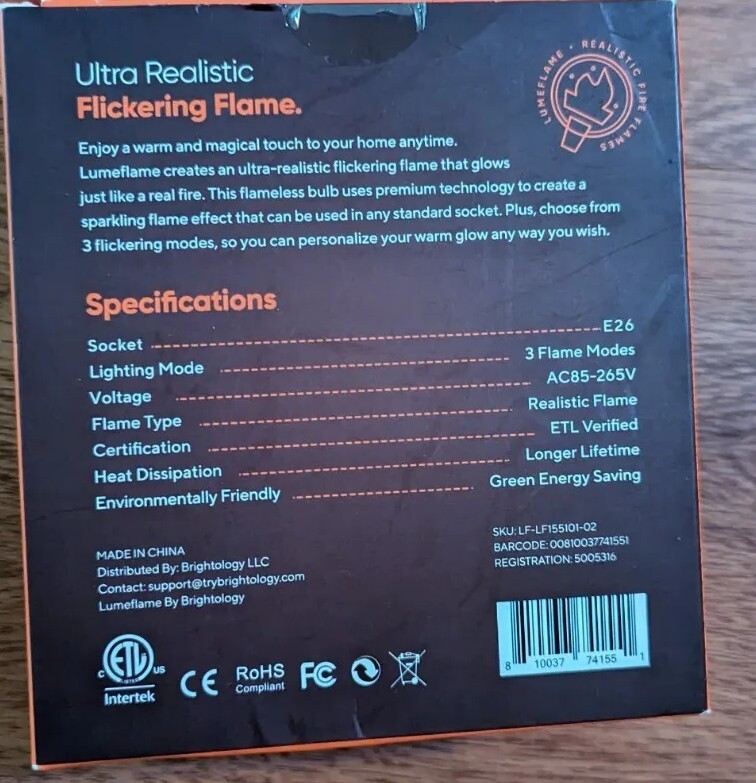 Ultra Realistic
Flickering Flame.
LUMEFLAME • REALISTIC FIRE FLAMES
Enjoy a warm and magical touch to your home anytime.
Lumeflame creates an ultra-realistic flickering flame that glows
just like a real fire. This flameless bulb uses premium technology to create a
sparkling flame effect that can be used in any standard socket. Plus, choose from
3 flickering modes, so you can personalize your warm glow any way you wish.
Specifications
Socket E26
Lighting Mode 3 Flame Modes
Voltage AC85-265V
Flame Type Realistic Flame
Certification ETL Verified
Heat Dissipation Longer Lifetime
Environmentally Friendly Green Energy Saving
MADE IN CHINA
Distributed By: Brightology LLC
Contact: support@trybrightology.com
Lumeflame By Brightology
SKU: LF-LF155101-02
BARCODE: 00810037741551
REGISTRATION: 5005316
C ETL US
Intertek
CE
RoHS
Compliant
FC
8 10037 74155 1